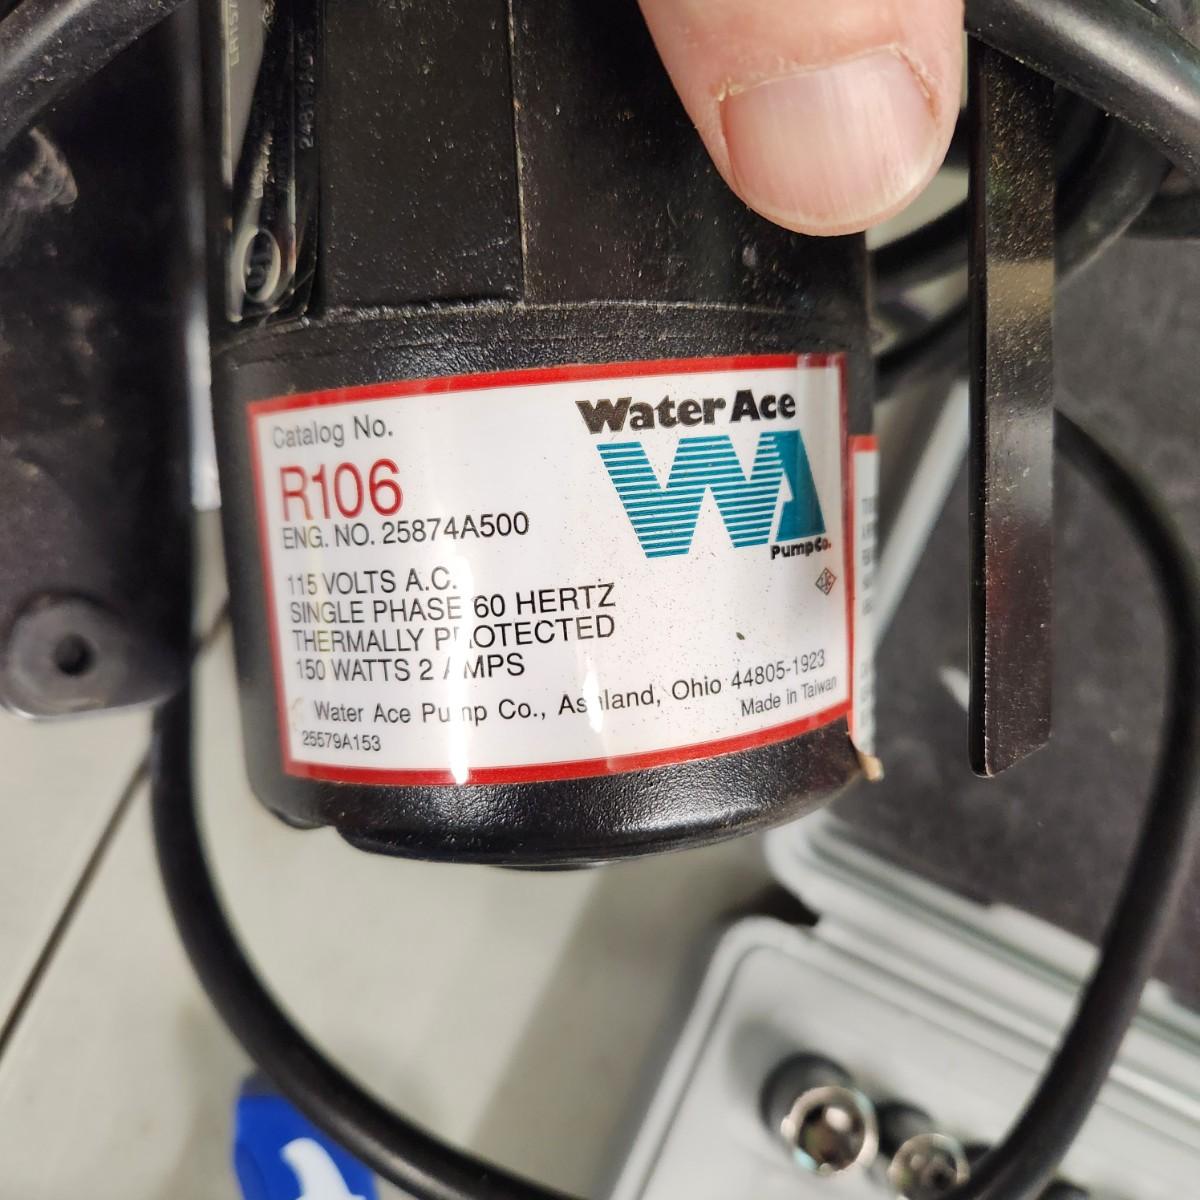 Catalog No.
R106
ENG. NO. 25874A500
Water Ace
WA
Pump Co.
115 VOLTS A.C.
SINGLE PHASE 60 HERTZ
THERMALLY PROTECTED
150 WATTS 2 AMPS
Water Ace Pump Co., Ashland, Ohio 44805-1923
25579A153
Made in Taiwan